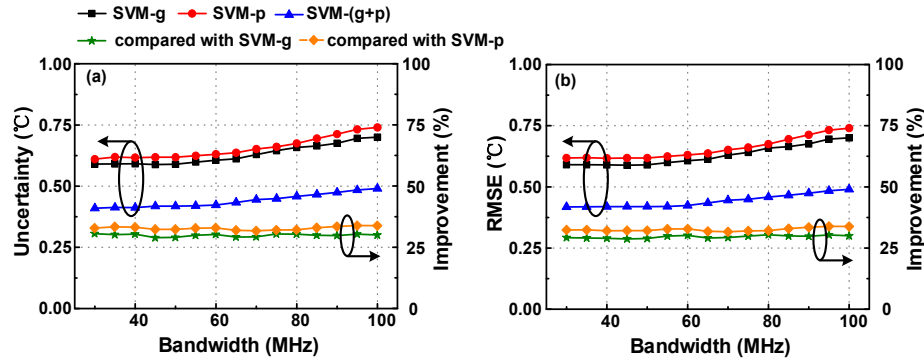 SVM-g SVM-p SVM-(g+p)
compared with SVM-g compared with SVM-p
(a)
Uncertainty (℃)
1.00
0.75
0.50
0.25
0.00
40 60 80 100
Bandwidth (MHz)
100
75
50
25
0
Improvement (%)
(b)
RMSE (℃)
1.00
0.75
0.50
0.25
0.00
40 60 80 100
Bandwidth (MHz)
100
75
50
25
0
Improvement (%)